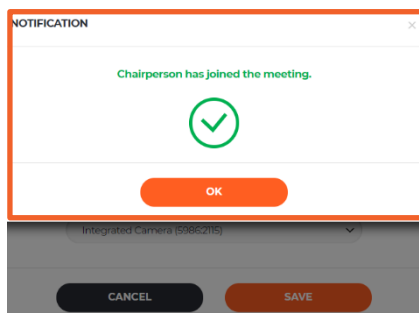 NOTIFICATION
×
Chairperson has joined the meeting.
OK
Integrated Camera (5986:2115)
CANCEL
SAVE